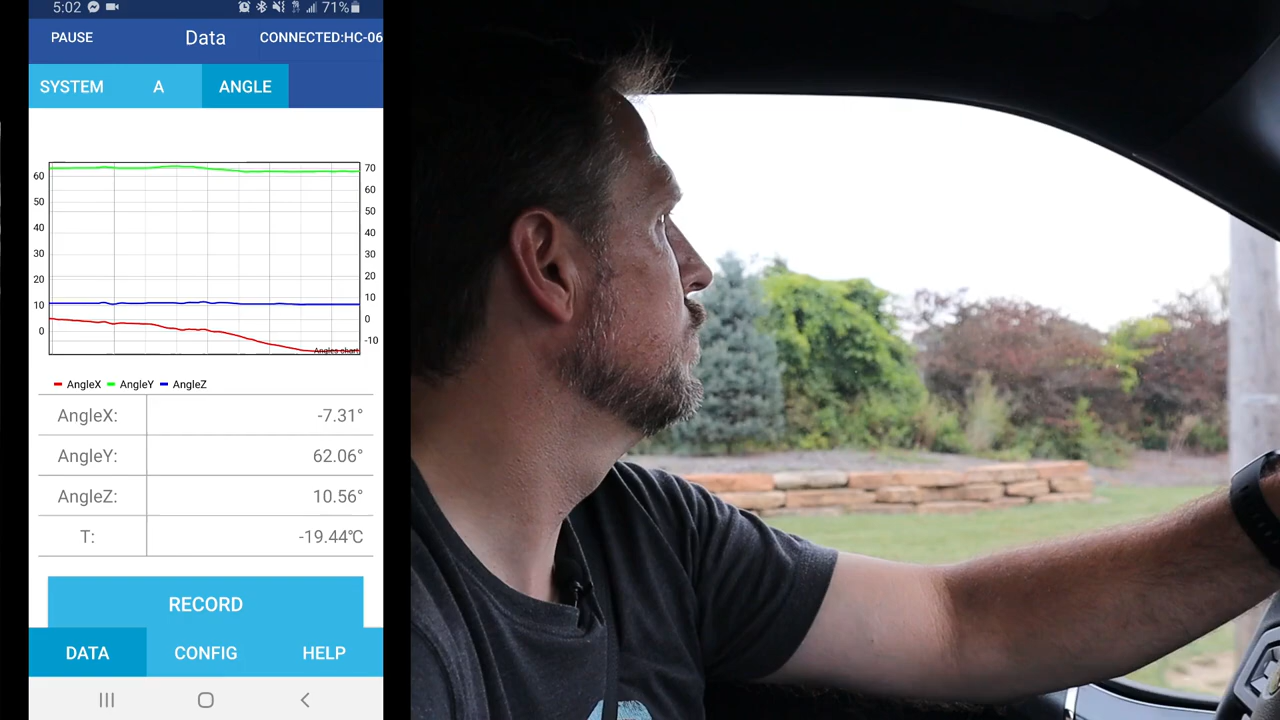 5:02 71%
PAUSE Data CONNECTED:HC-06
SYSTEM A ANGLE
60 70
50 60
40 50
30 40
20 30
10 20
0 10
0
-10
Angles chart
AngleX AngleY AngleZ
AngleX: -7.31°
AngleY: 62.06°
AngleZ: 10.56°
T: -19.44℃
RECORD
DATA CONFIG HELP